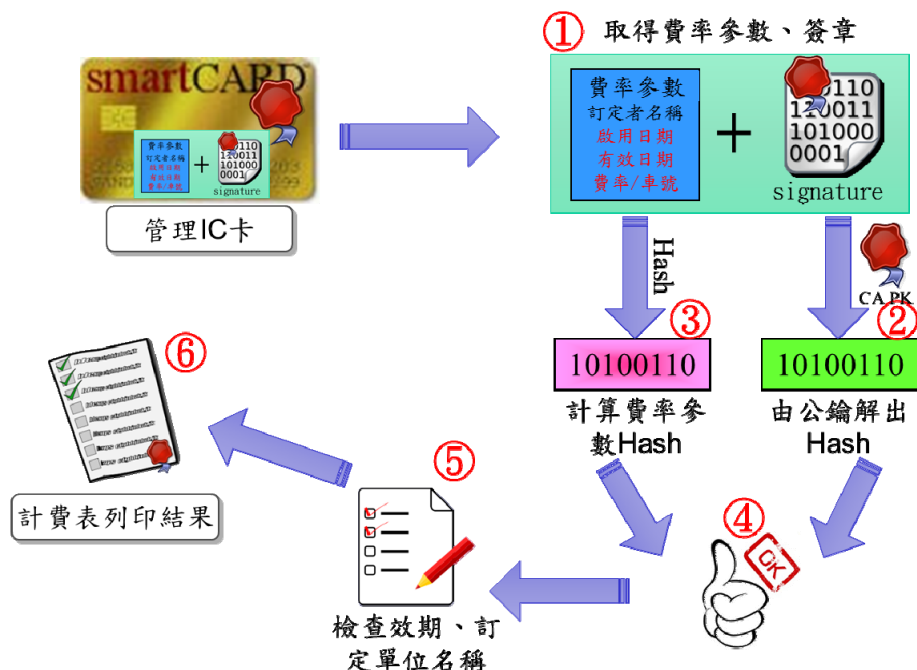 ① 取得費率參數、簽章
smartCARD
費率參數
訂定者名稱
啟用日期
有效日期
費率/車號
+
signature
管理IC卡
費率參數
訂定者名稱
啟用日期
有效日期
費率/車號
+
110
110011
101000
0001
signature
Hash
CA PK
③
10100110
計算費率參
數Hash
②
10100110
由公鑰解出
Hash
④
OK
⑤
檢查效期、訂
定單位名稱
⑥
計費表列印結果